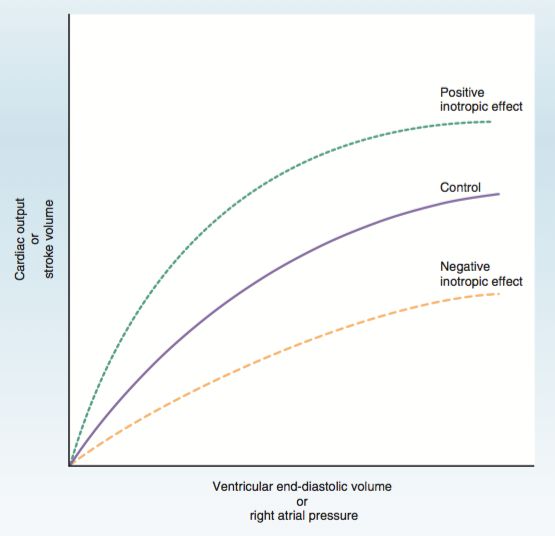 Positive
inotropic effect
Control
Negative
inotropic effect
Cardiac output
or
stroke volume
Ventricular end-diastolic volume
or
right atrial pressure